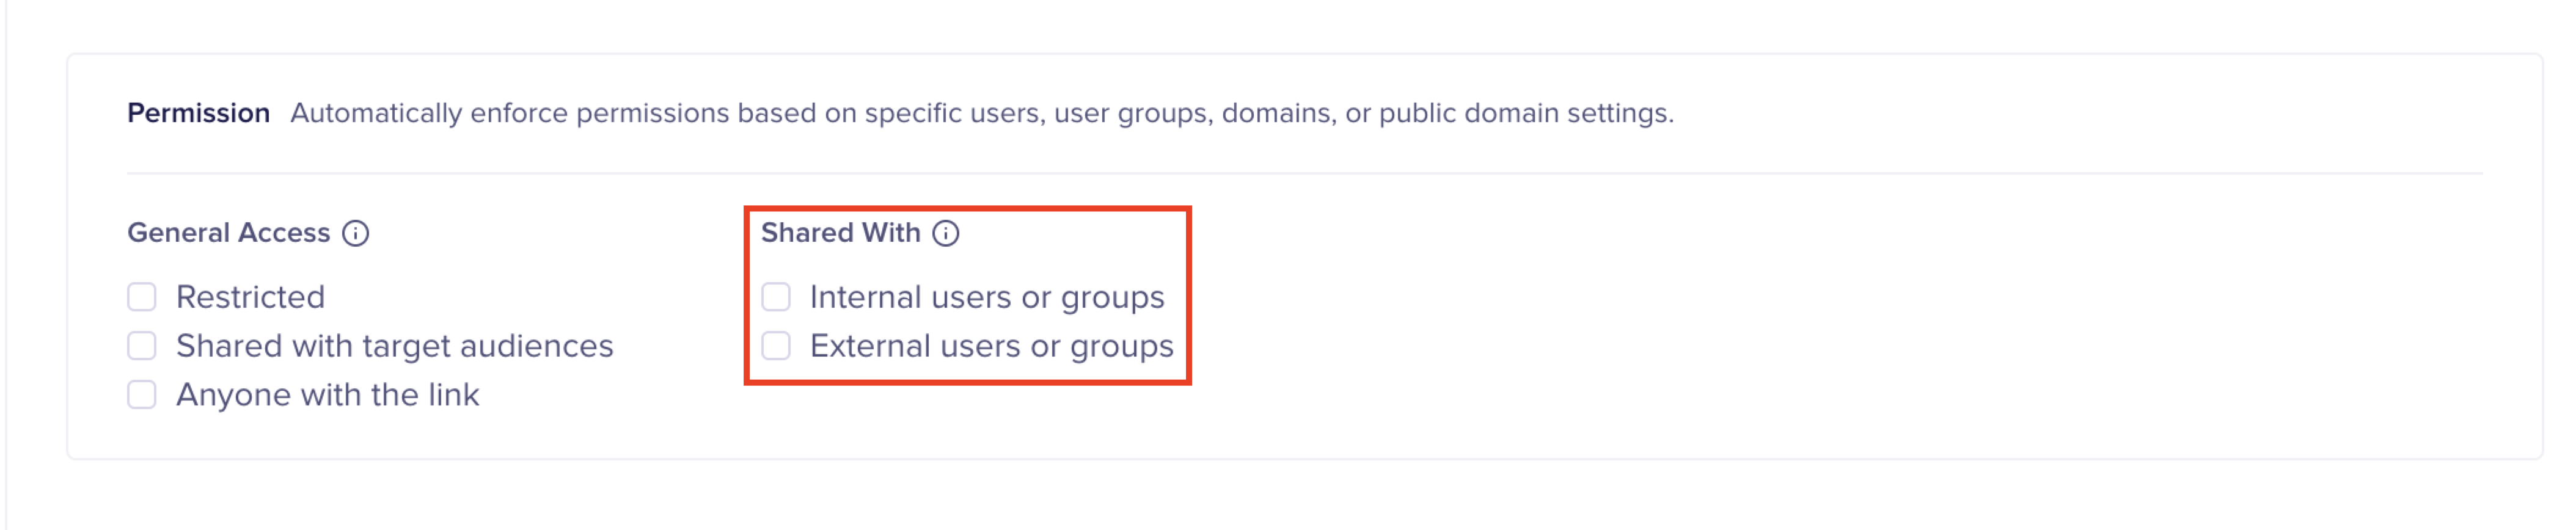 Permission Automatically enforce permissions based on specific users, user groups, domains, or public domain settings.
General Access
Restricted
Shared with target audiences
Anyone with the link
Shared With
Internal users or groups
External users or groups